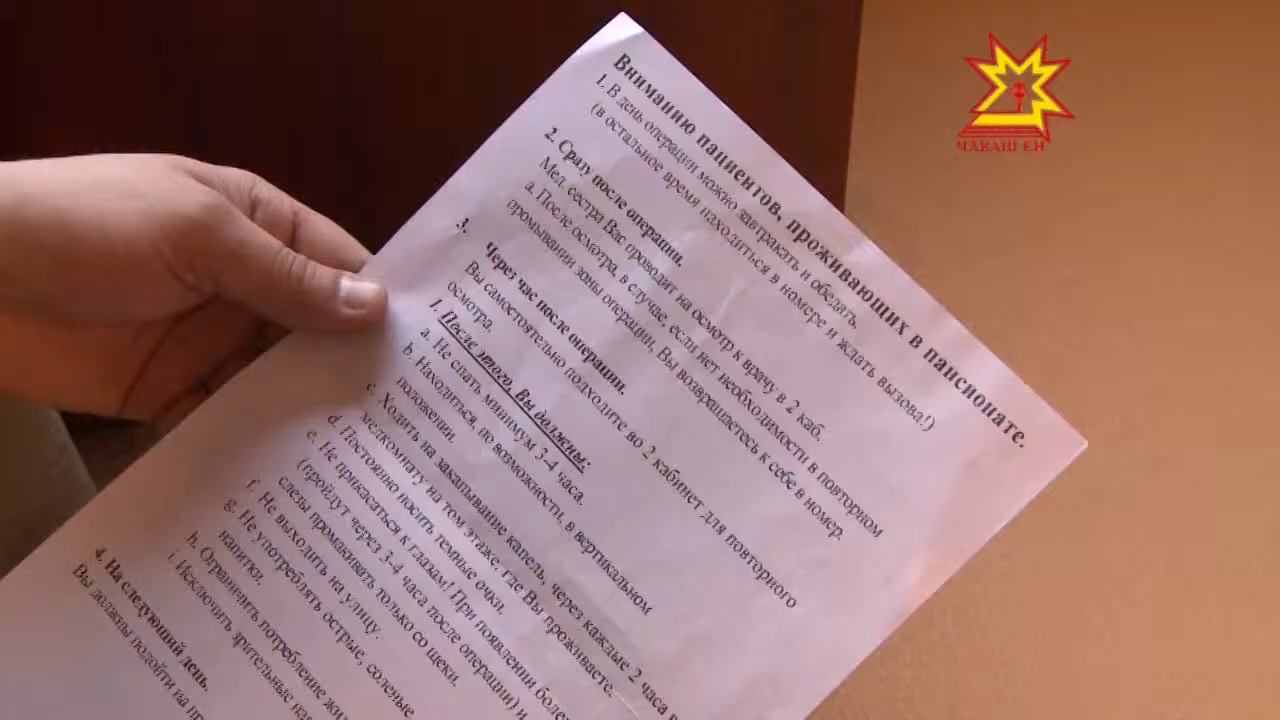 Вниманию пациентов, проживающих в пансионате.
1. В день операции можно завтракать и обедать.
(в остальное время находиться в номере и ждать вызова!)
2. Сразу после операции.
Мед. сестра Вас проводит на осмотр к врачу в 2 каб.
а. После осмотра, в случае, если нет необходимости в повторном
промывании зоны операции, Вы возвращаетесь к себе в номер.
3.
Через час после операции.
Вы самостоятельно подходите во 2 кабинет для повторного
осмотра.
1. После этого, Вы должны:
a. Не спать, минимум 3-4 часа.
b. Находиться, по возможности, в вертикальном
положении.
c. Ходить на закапывание капель, через каждые 2 часа в
медкомнату на том этаже, где Вы проживаете.
d. Постоянно носить темные очки.
e. Не прикасаться к глазам! При появлении
(пройдут через 3-4 часа после операции) и
слезы промакивать только со щеки.
f. Не выходить на улицу.
g. Не употреблять острые, соленые
напитки.
h. Ограничить потребление
i. Исключить зрительные
4. На следующий день.
Вы должны подойти на
ЧӐВАШ ЕН